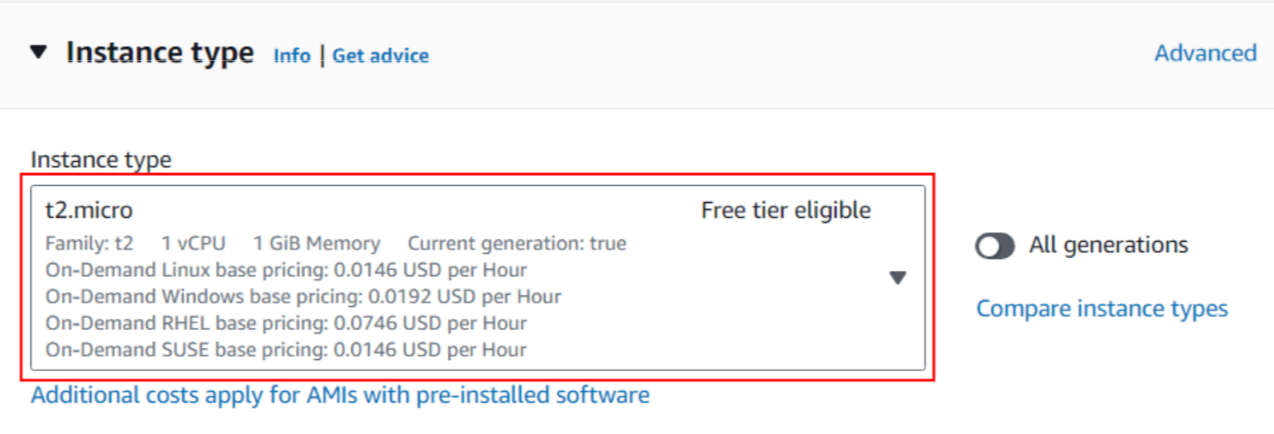 Instance type Info | Get advice Advanced
Instance type
t2.micro Free tier eligible
Family: t2 1 vCPU 1 GiB Memory Current generation: true
On-Demand Linux base pricing: 0.0146 USD per Hour
On-Demand Windows base pricing: 0.0192 USD per Hour
On-Demand RHEL base pricing: 0.0746 USD per Hour
On-Demand SUSE base pricing: 0.0146 USD per Hour
All generations
Compare instance types
Additional costs apply for AMIs with pre-installed software